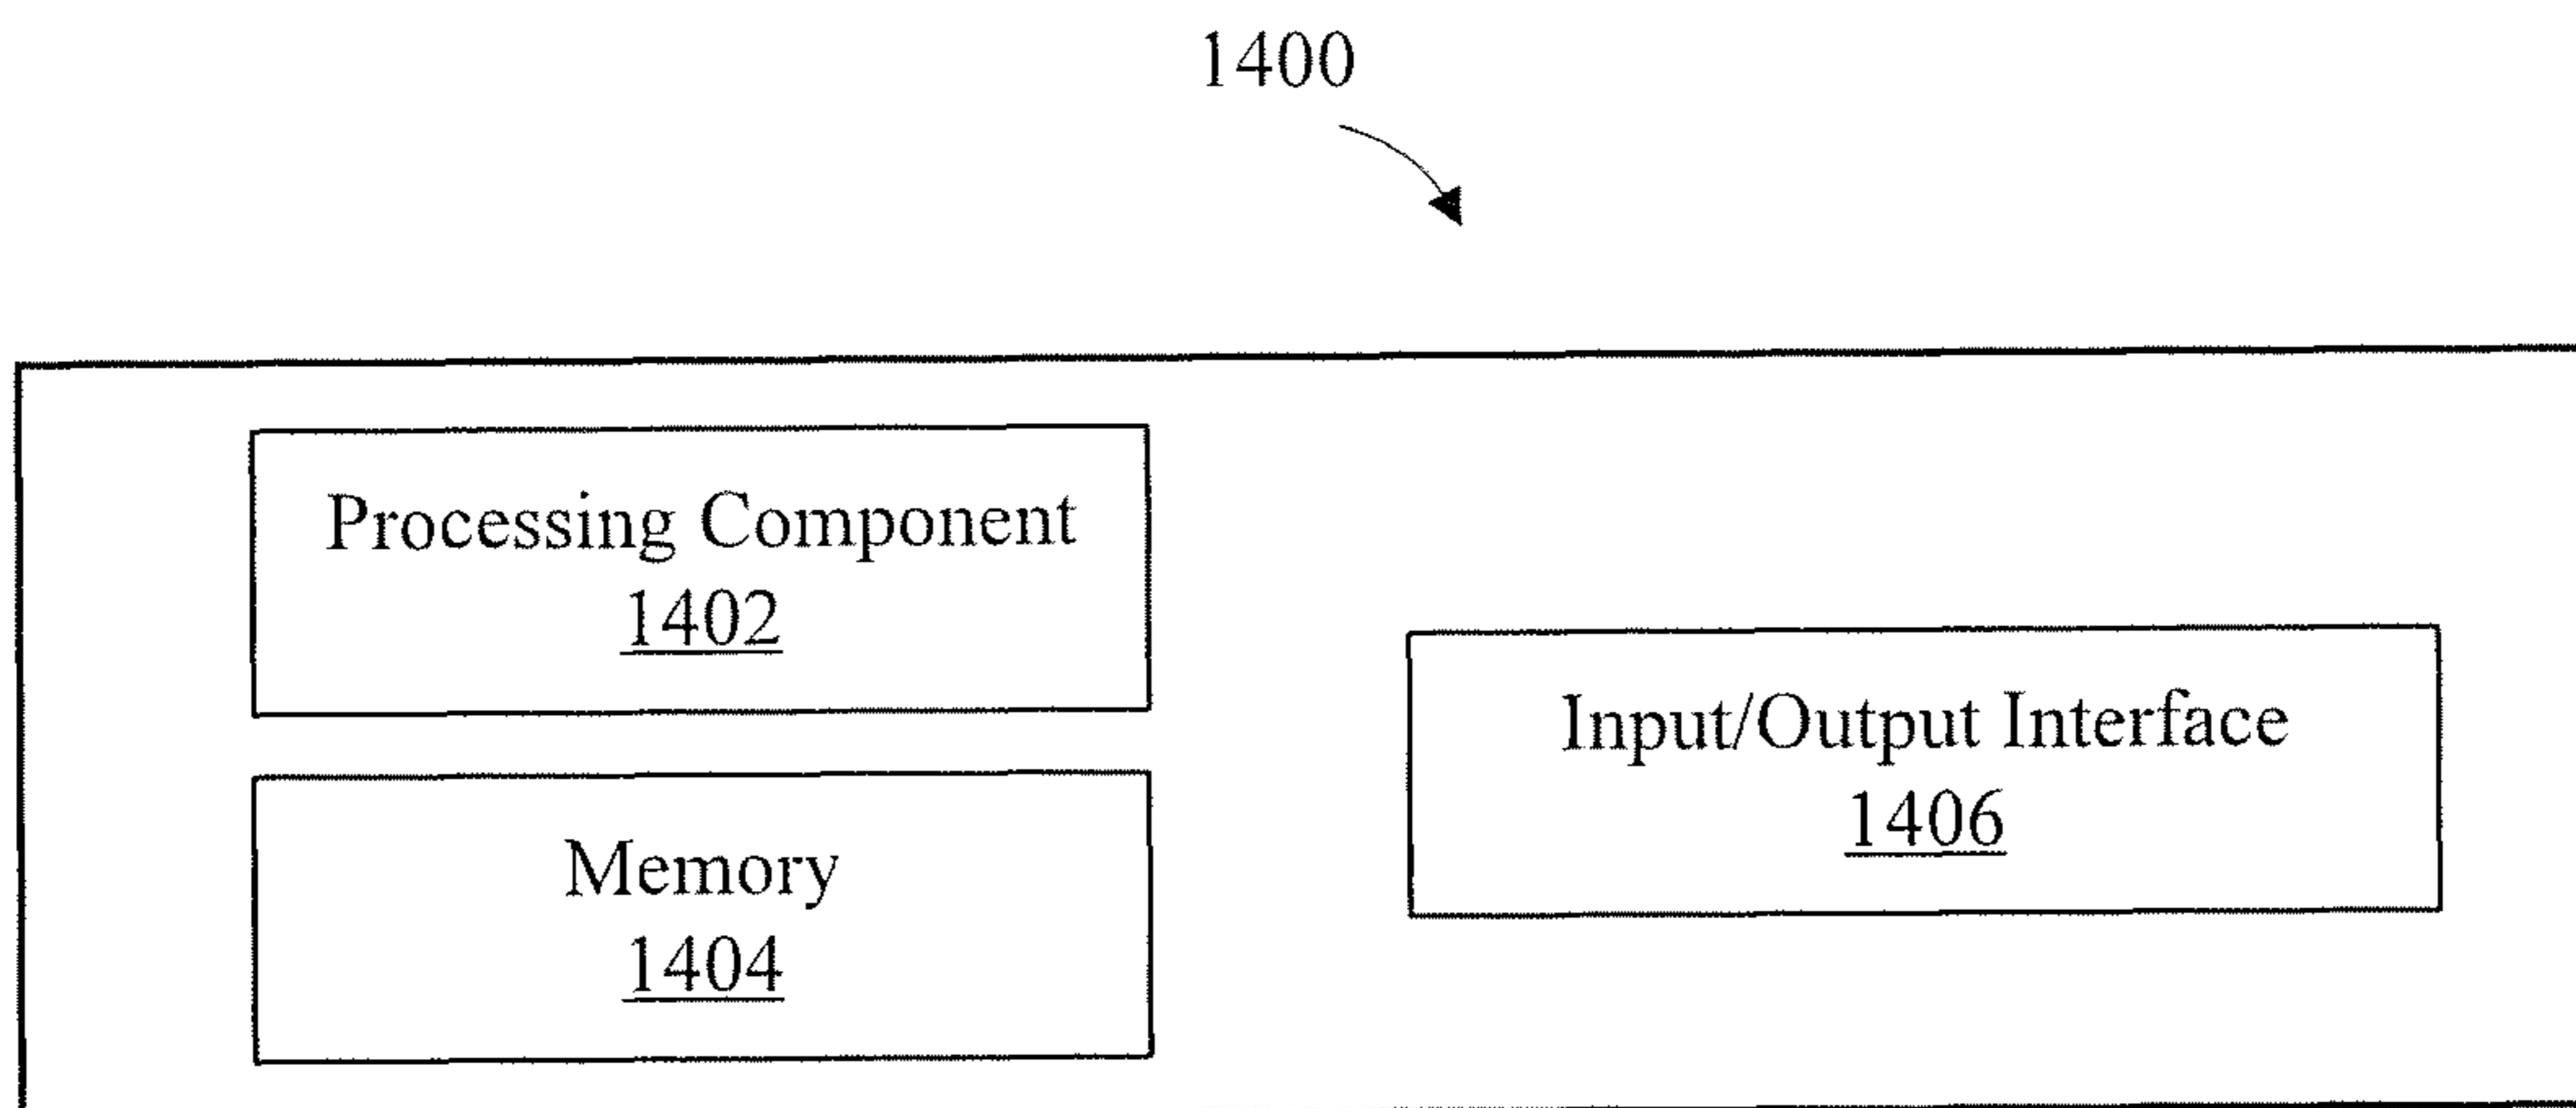 1400
Processing Component
1402
Memory
1404
Input/Output Interface
1406